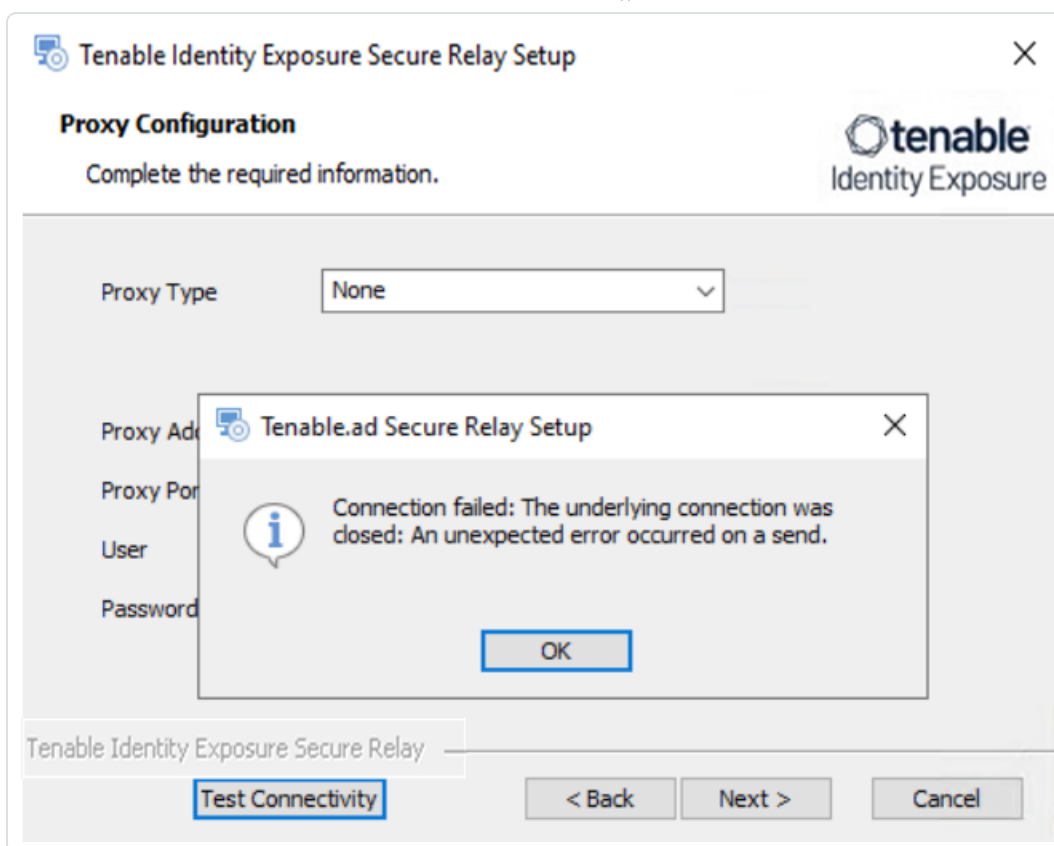 Tenable Identity Exposure Secure Relay Setup
Proxy Configuration
Complete the required information.
tenable
Identity Exposure
Proxy Type
None
Tenable.ad Secure Relay Setup
Proxy Add
Connection failed: The underlying connection was
closed: An unexpected error occurred on a send.
Proxy Por
User
Password
OK
Tenable Identity Exposure Secure Relay
Test Connectivity
< Back
Next >
Cancel